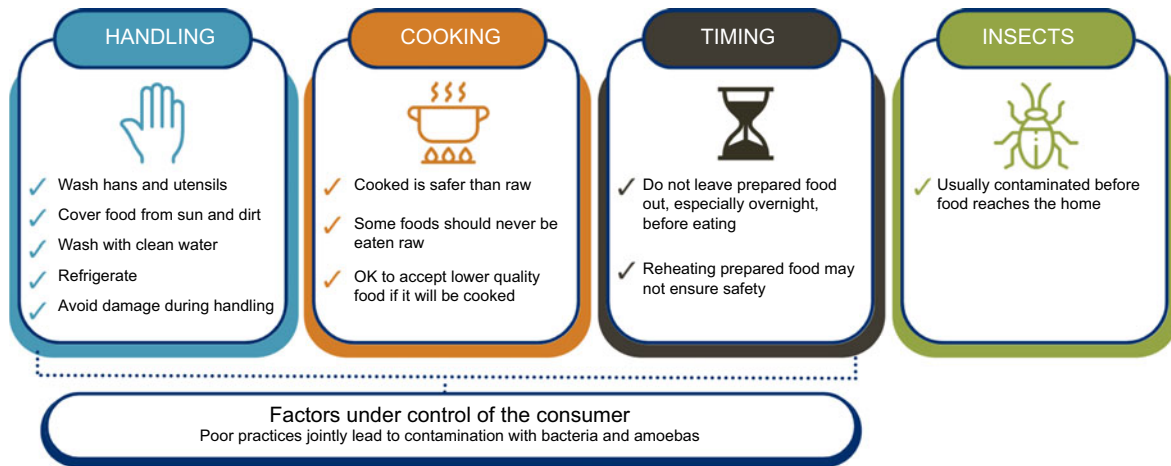 HANDLING
Wash hans and utensils
Cover food from sun and dirt
Wash with clean water
Refrigerate
Avoid damage during handling
COOKING
Cooked is safer than raw
Some foods should never be
eaten raw
OK to accept lower quality
food if it will be cooked
TIMING
Do not leave prepared food
out, especially overnight,
before eating
Reheating prepared food may
not ensure safety
INSECTS
Usually contaminated before
food reaches the home
Factors under control of the consumer
Poor practices jointly lead to contamination with bacteria and amoebas